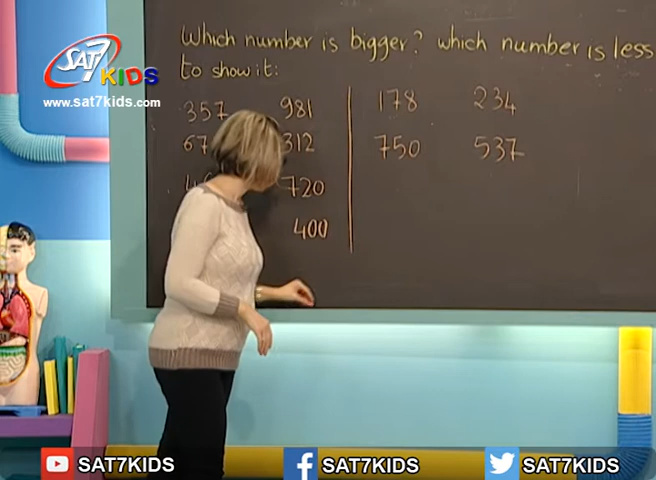 SAT7
KIDS
www.sat7kids.com
Which number is bigger? which number is less
to show it:
357 981
312
720
400
178 234
750 537
SAT7KIDS SAT7KIDS SAT7KIDS